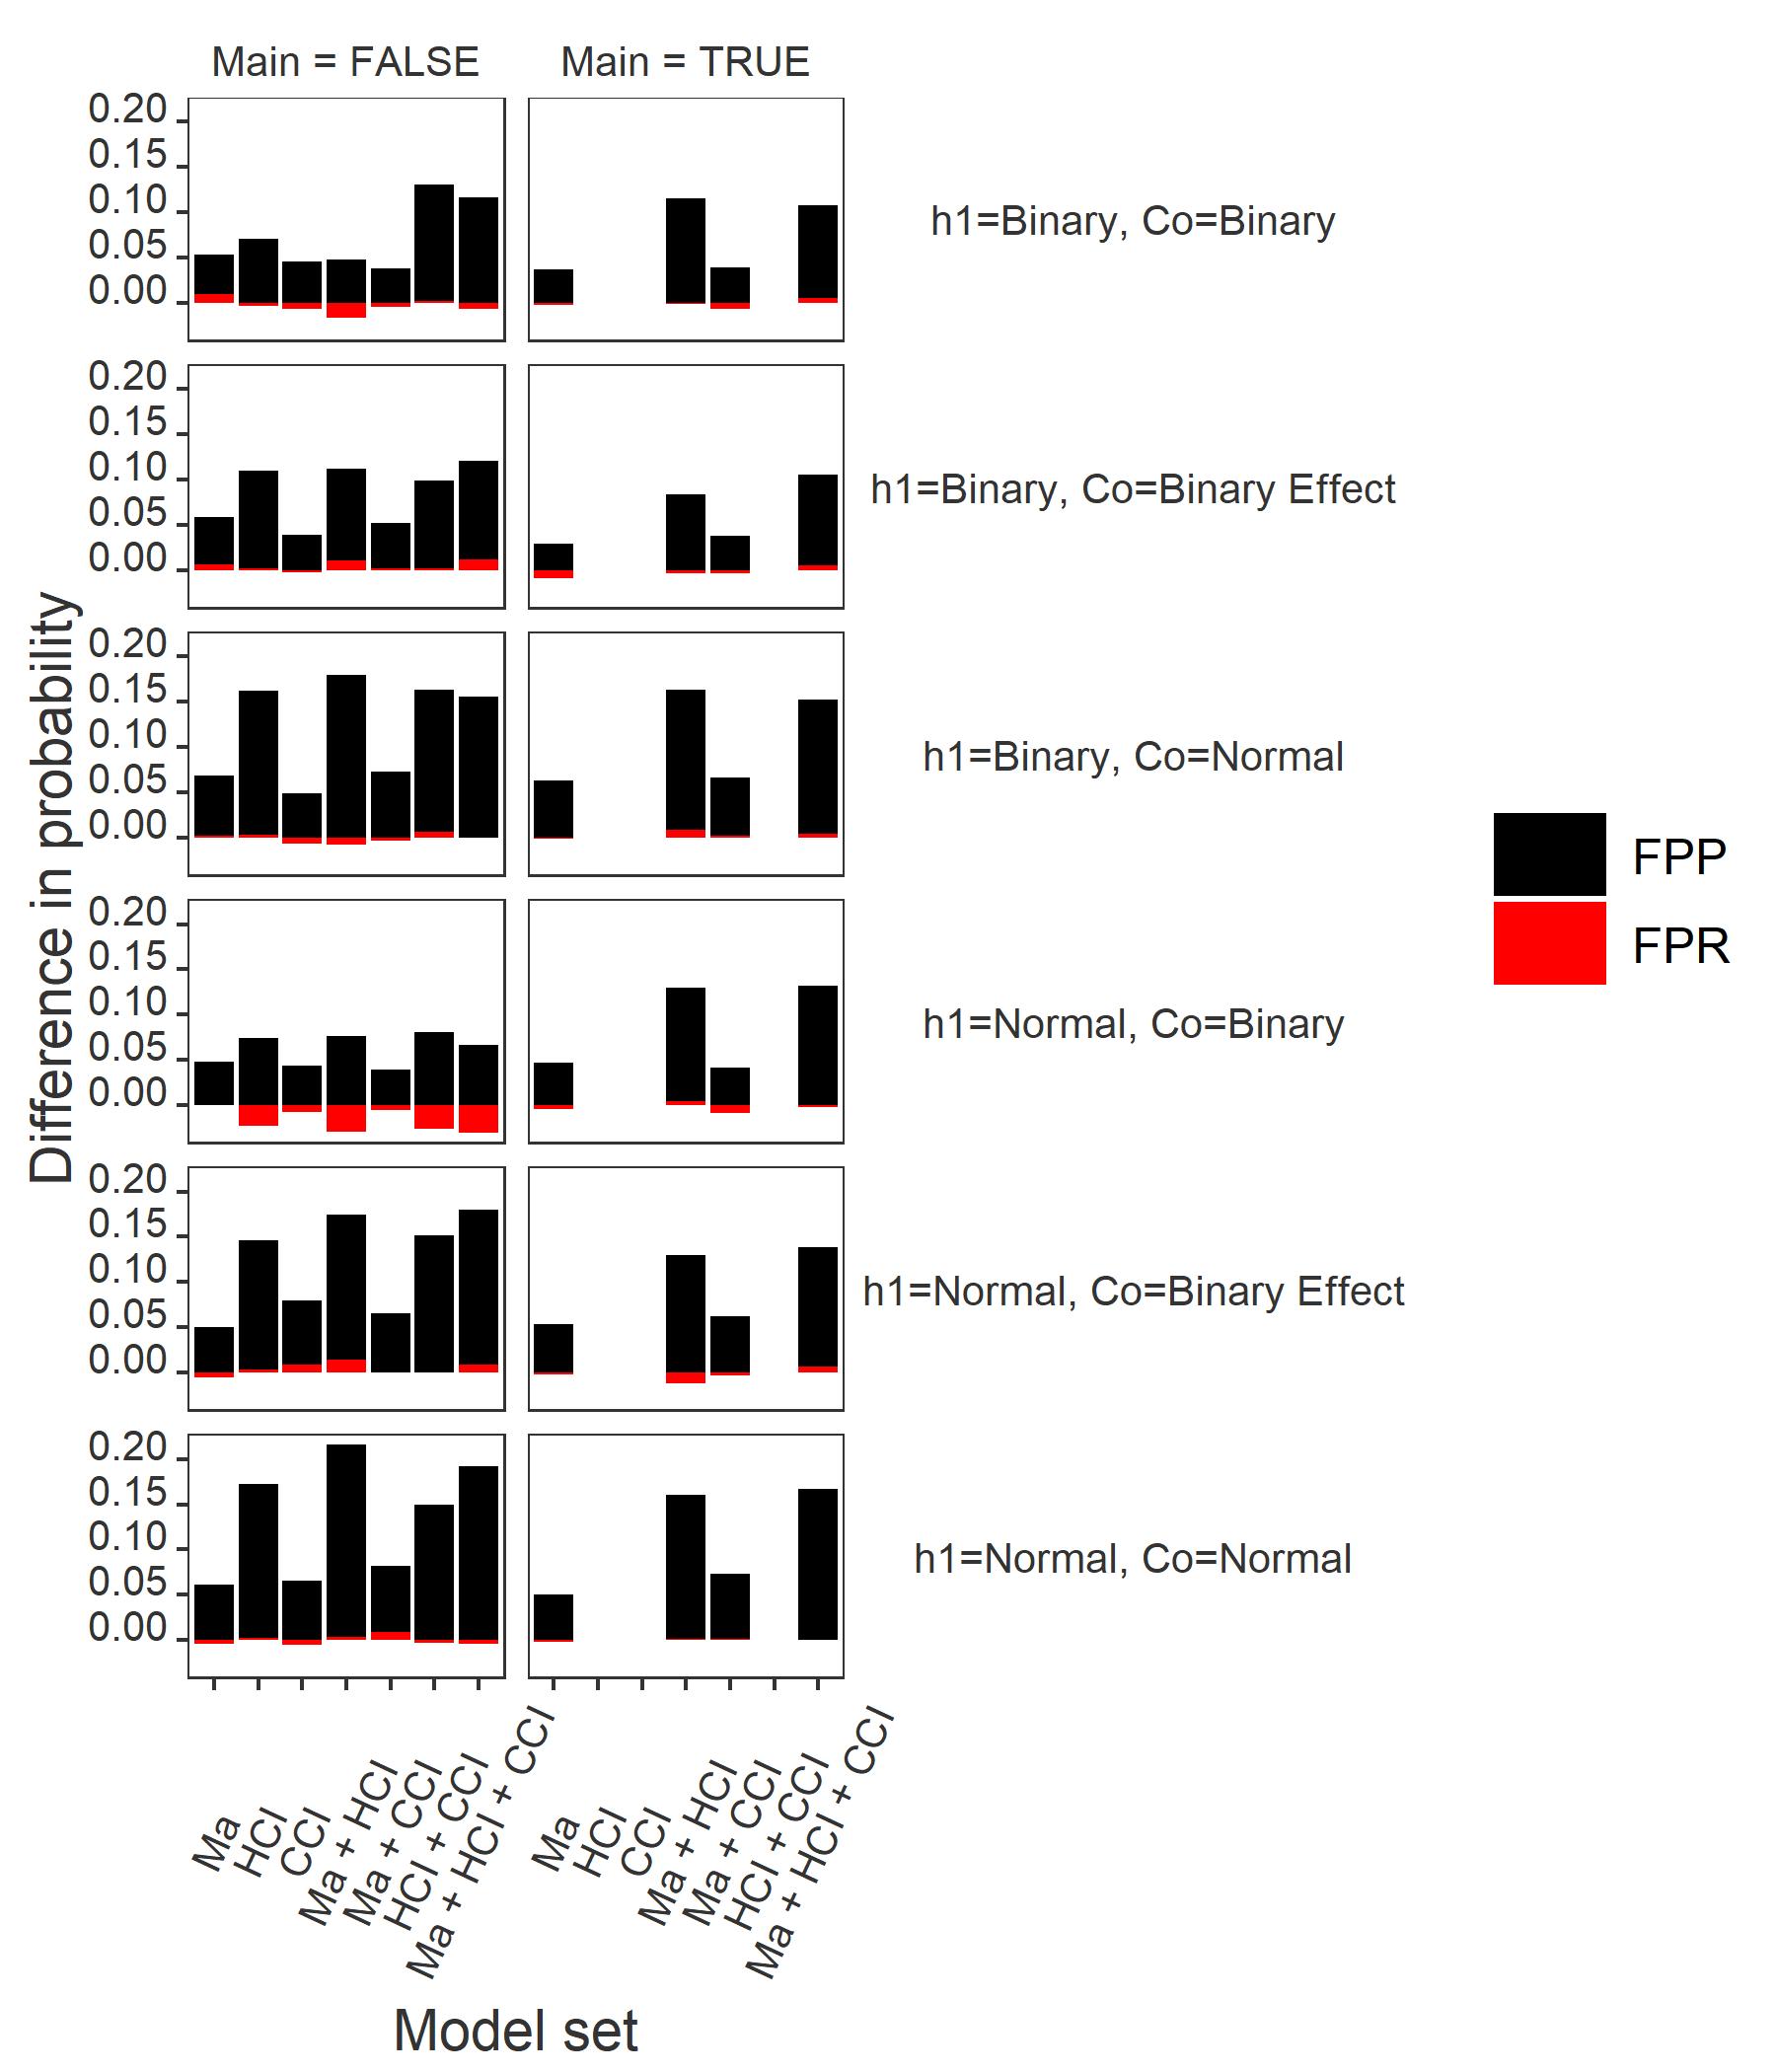 Main = FALSE
Main = TRUE
0.20
0.15
0.10
0.05
0.00
h1=Binary, Co=Binary
0.20
0.15
0.10
0.05
0.00
h1=Binary, Co=Binary Effect
0.20
0.15
0.10
0.05
0.00
h1=Binary, Co=Normal
0.20
0.15
0.10
0.05
0.00
h1=Normal, Co=Binary
0.20
0.15
0.10
0.05
0.00
h1=Normal, Co=Binary Effect
0.20
0.15
0.10
0.05
0.00
h1=Normal, Co=Normal
Difference in probability
FPP
FPR
Ma
HCI
CCI
Ma + HCI
Ma + CCI
HCI + CCI
Ma + HCI + CCI
Ma
HCI
CCI
Ma + HCI
Ma + CCI
HCI + CCI
Ma + HCI + CCI
Model set